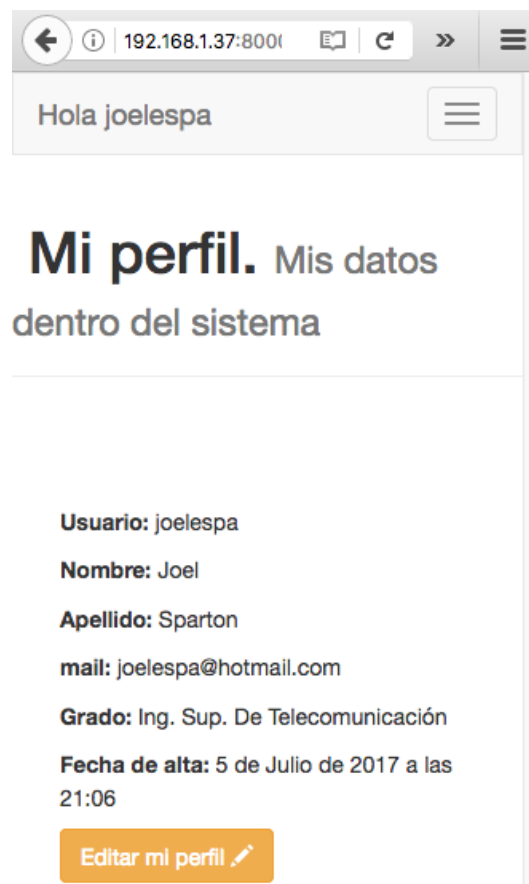 192.168.1.37:800
Hola joelespa
Mi perfil. Mis datos
dentro del sistema
Usuario: joelespa
Nombre: Joel
Apellido: Sparton
mail: joelespa@hotmail.com
Grado: Ing. Sup. De Telecomunicación
Fecha de alta: 5 de Julio de 2017 a las
21:06
Editar mi perfil